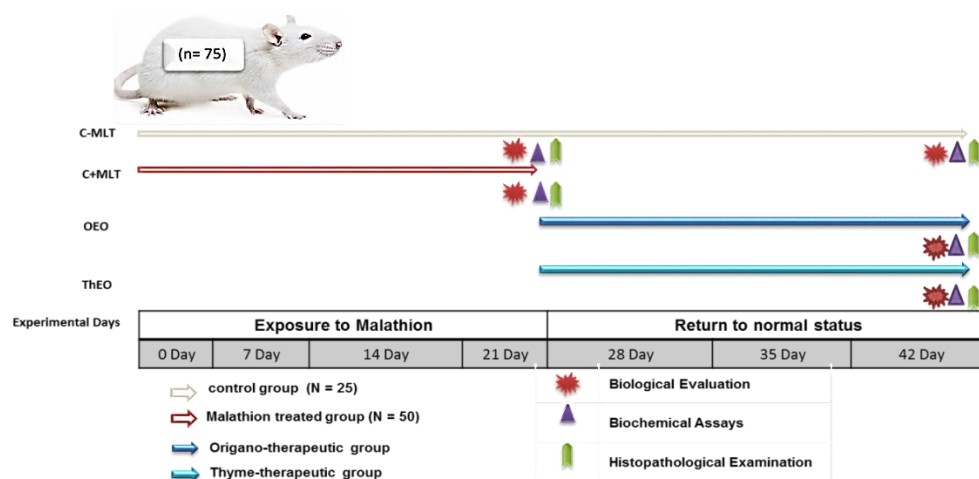 (n= 75)
C-MLT
C+MLT
OEO
ThEO
Experimental Days
Exposure to Malathion
Return to normal status
0 Day
7 Day
14 Day
21 Day
28 Day
35 Day
42 Day
control group (N = 25)
Malathion treated group (N = 50)
Origano-therapeutic group
Thyme-therapeutic group
Biological Evaluation
Biochemical Assays
Histopathological Examination